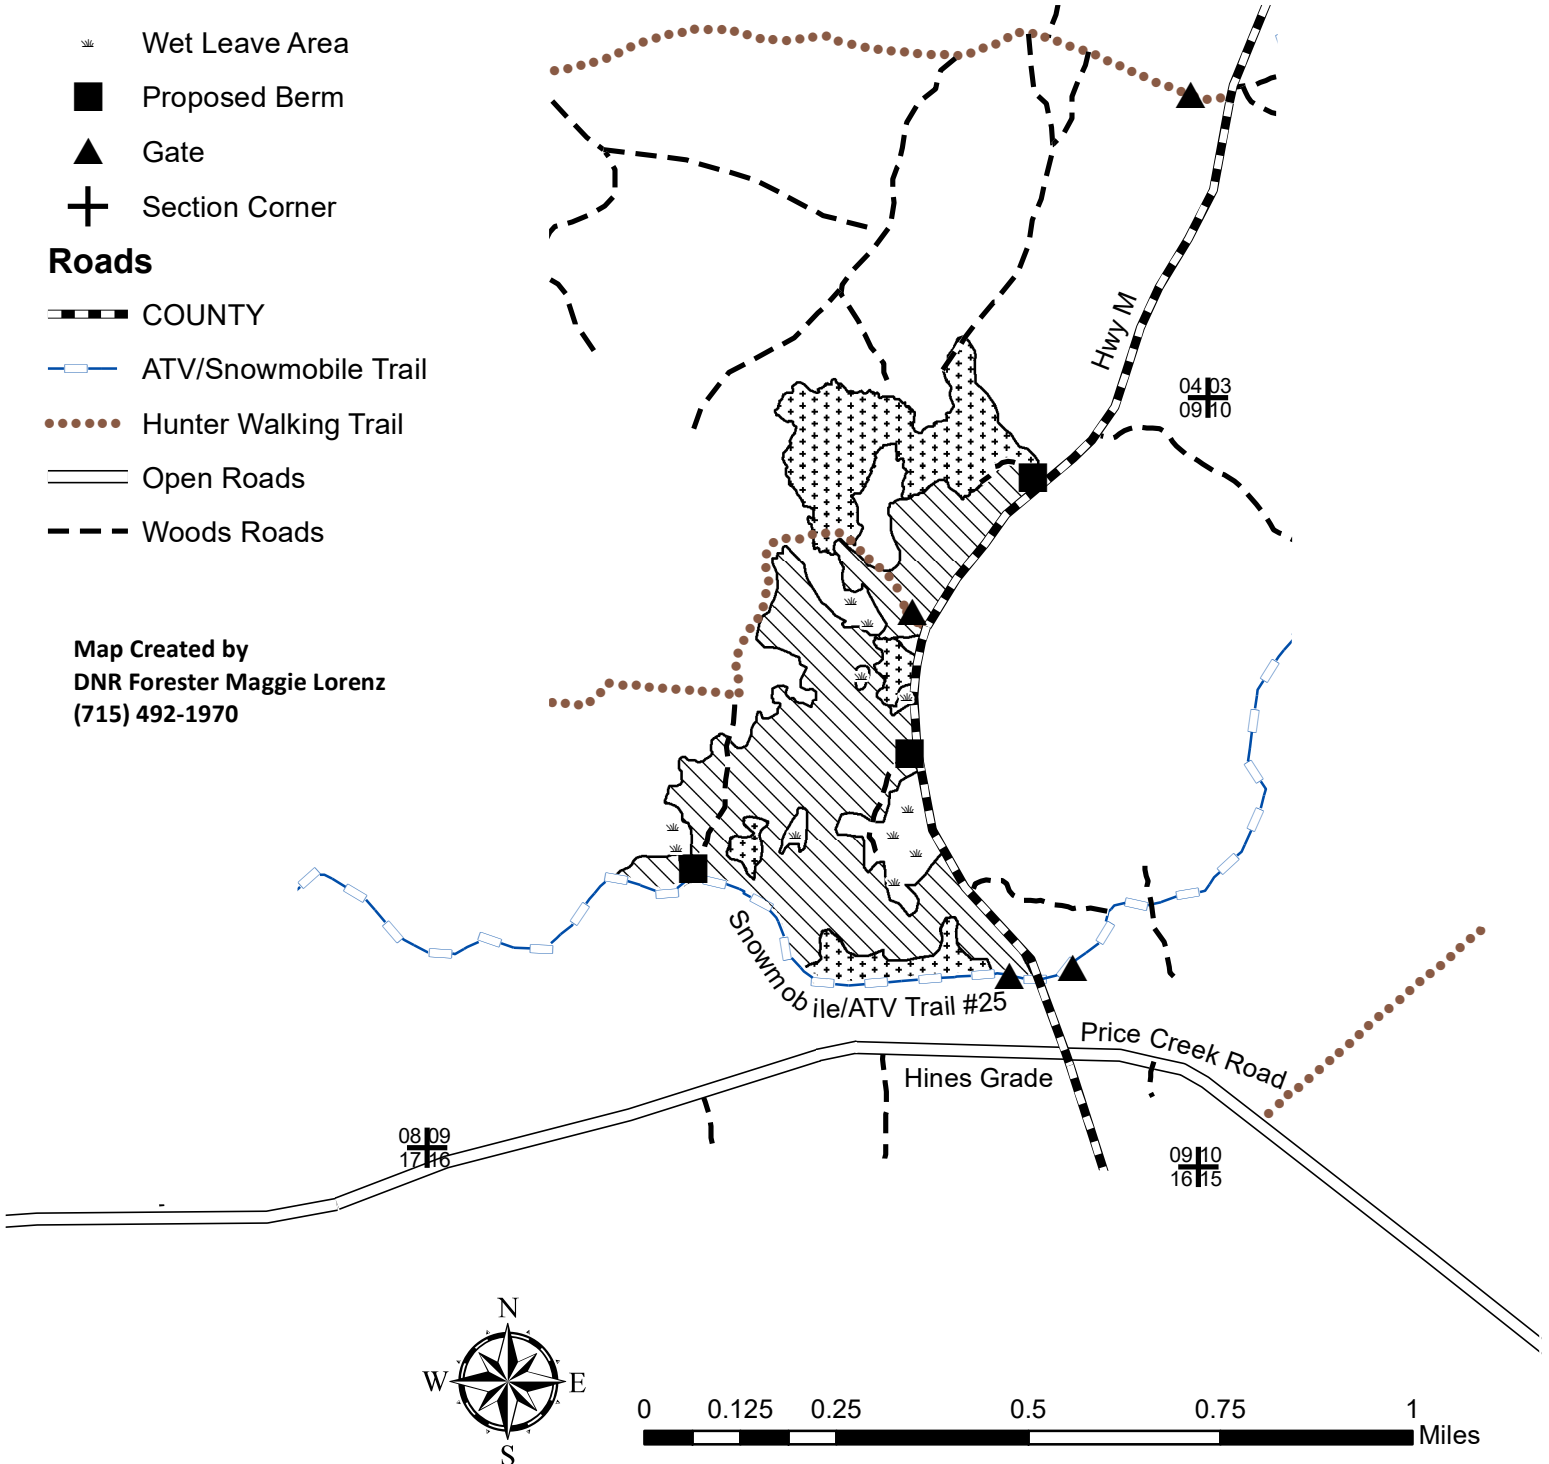 Wet Leave Area
Proposed Berm
Gate
Section Corner
Roads
COUNTY
ATV/Snowmobile Trail
Hunter Walking Trail
Open Roads
Woods Roads
Map Created by
DNR Forester Maggie Lorenz
(715) 492-1970
Hwy M
04 03
09 10
Snowmobile/ATV Trail #25
Price Creek Road
Hines Grade
08 09
17 16
09 10
16 15
N
W E
S
0 0.125 0.25 0.5 0.75 1
Miles